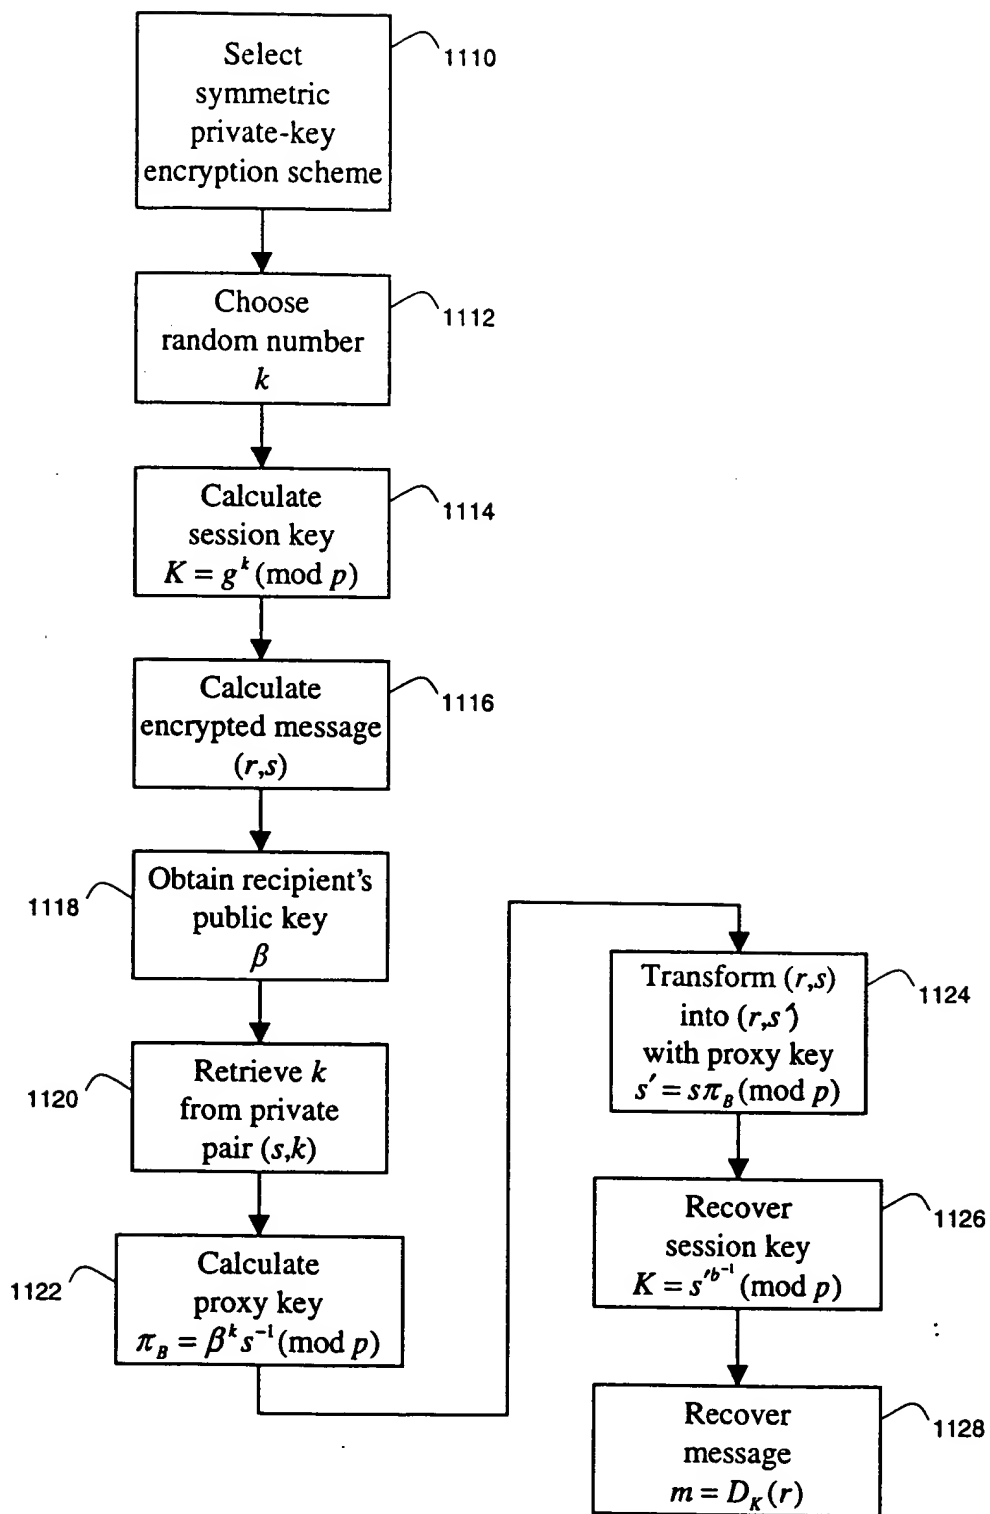 Select
symmetric
private-key
encryption scheme
1110
Choose
random number
k
1112
Calculate
session key
K = g^k (mod p)
1114
Calculate
encrypted message
(r,s)
1116
Obtain recipient's
public key
β
1118
Retrieve k
from private
pair (s,k)
1120
Calculate
proxy key
π_B = β^k s^{-1} (mod p)
1122
Transform (r,s)
into (r,s')
with proxy key
s' = sπ_B (mod p)
1124
Recover
session key
K = s'^{b^{-1}} (mod p)
1126
Recover
message
m = D_K(r)
1128